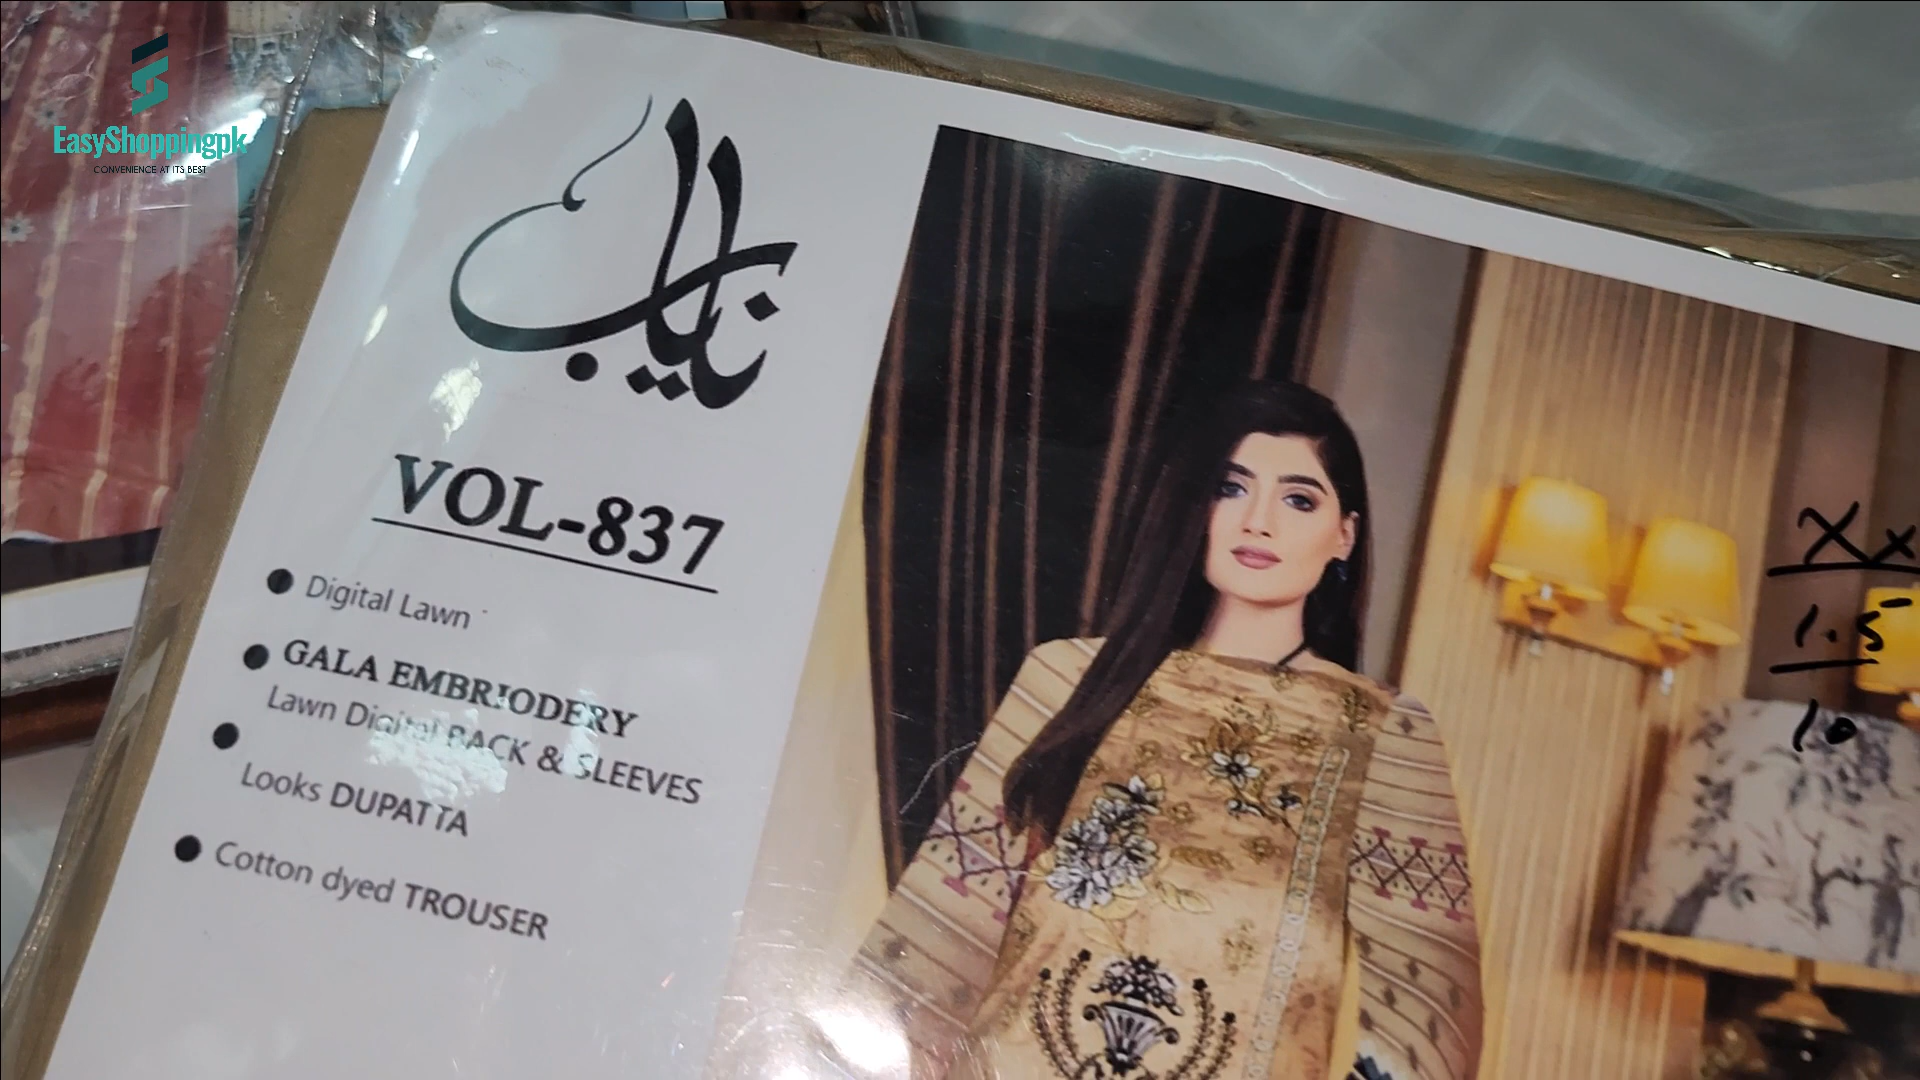 EasyShoppingpk
CONVENIENCE AT ITS BEST
نایاب
VOL-837
Digital Lawn
GALA EMBRIODERY
Lawn Digital BACK & SLEEVES
Looks DUPATTA
Cotton dyed TROUSER
1.5
10